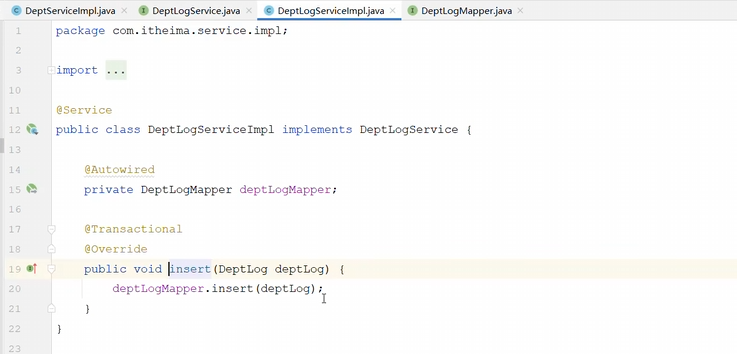 DeptServiceImpl.java × DeptLogService.java × DeptLogServiceImpl.java × DeptLogMapper.java ×
1 package com.itheima.service.impl;
2
3 import ...
10
11 @Service
12 public class DeptLogServiceImpl implements DeptLogService {
13
14 @Autowired
15 private DeptLogMapper deptLogMapper;
16
17 @Transactional
18 @Override
19 public void insert(DeptLog deptLog) {
20 deptLogMapper.insert(deptLog);
21 }
22 }
23